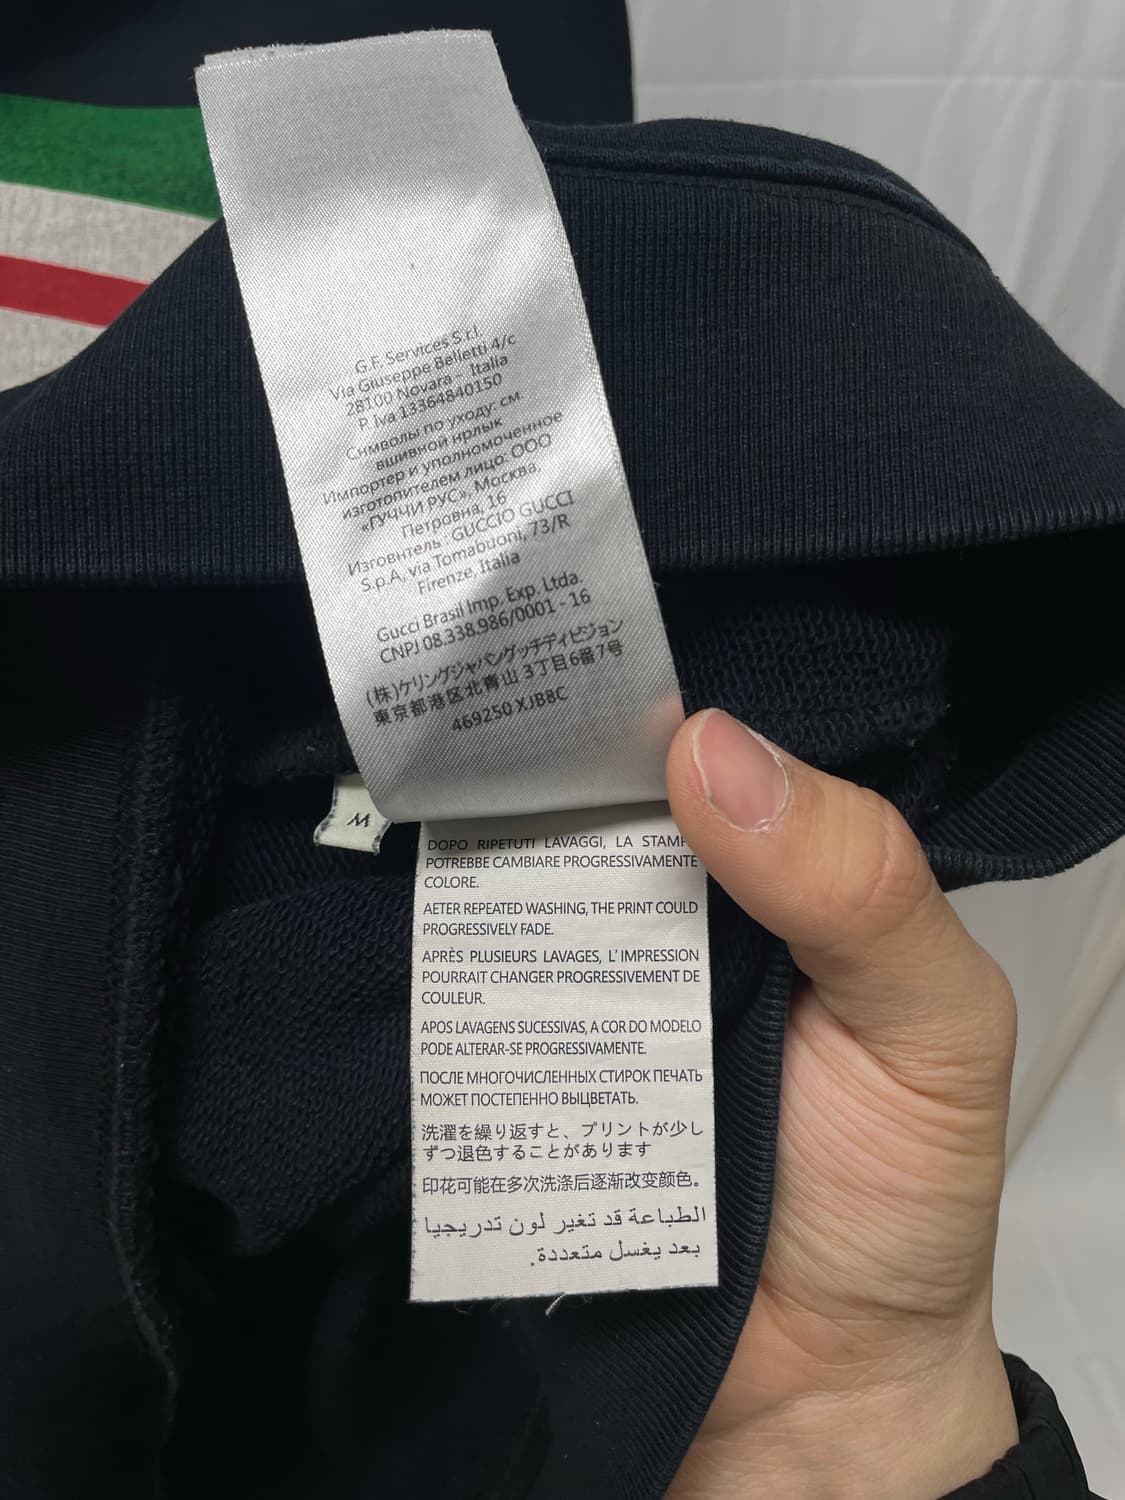 G.F. Services S.r.l.
Via Giuseppe Belletti 4/c
28100 Novara - Italia
P. Iva 13364840150
Символы по уходу: см.
вшивной нрлык
Импортер и уполномоченное
изготопителем лицо: ООО
«ГУЧЧИ РУС», Москва,
Петровна, 16
Изговнтель : GUCCIO GUCCI
S.p.A, via Tomabuoni, 73/R
Firenze, Italia
Gucci Brasil Imp. Exp. Ltda.
CNPJ 08.338.986/0001 - 16
(株)ケリングジャパングッチディビジョン
東京都港区北青山 3丁目6番7号
469250 XJB8C
M
DOPO RIPETUTI LAVAGGI, LA STAMP
POTREBBE CAMBIARE PROGRESSIVAMENTE
COLORE.
AETER REPEATED WASHING, THE PRINT COULD
PROGRESSIVELY FADE.
APRÈS PLUSIEURS LAVAGES, L' IMPRESSION
POURRAIT CHANGER PROGRESSIVEMENT DE
COULEUR.
APOS LAVAGENS SUCESSIVAS, A COR DO MODELO
PODE ALTERAR-SE PROGRESSIVAMENTE.
ПОСЛЕ МНОГОЧИСЛЕННЫХ СТИРОК ПЕЧАТЬ
МОЖЕТ ПОСТЕПЕННО ВЫЦВЕТАТЬ.
洗濯を繰り返すと、プリントが少し
ずつ退色することがあります
印花可能在多次洗涤后逐渐改变颜色。
الطباعة قد تغير لون تدريجيا
بعد يغسل متعددة.